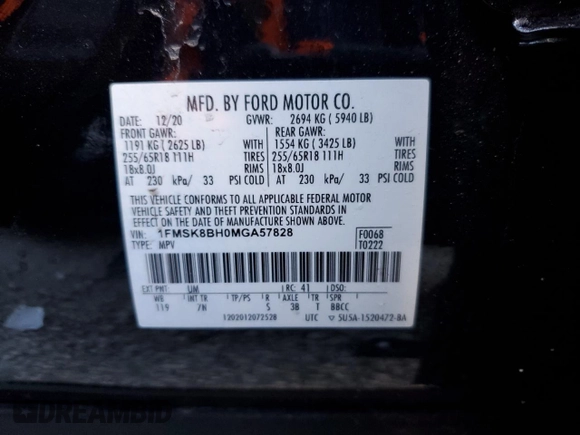 MFD. BY FORD MOTOR CO.
DATE: 12/20 GVWR: 2694 KG ( 5940 LB)
FRONT GAWR: REAR GAWR:
1191 KG ( 2625 LB) WITH 1554 KG ( 3425 LB) WITH
255/65R18 111H TIRES 255/65R18 111H TIRES
18x8.0J RIMS 18x8.0J RIMS
AT 230 kPa/ 33 PSI COLD AT 230 kPa/ 33 PSI COLD
THIS VEHICLE CONFORMS TO ALL APPLICABLE FEDERAL MOTOR
VEHICLE SAFETY AND THEFT PREVENTION STANDARDS IN
EFFECT ON THE DATE OF MANUFACTURE SHOWN ABOVE.
VIN: 1FMSK8BH0MGA57828 F0068
TYPE: MPV T0222
EXT PNT: UM RC: 41
WB INT TR TP/PS R AXLE TR SPR
119 7N S 38 T BBCC
1202012072528 UTC ▽ 5U5A-1520472-BA
DREAMBID